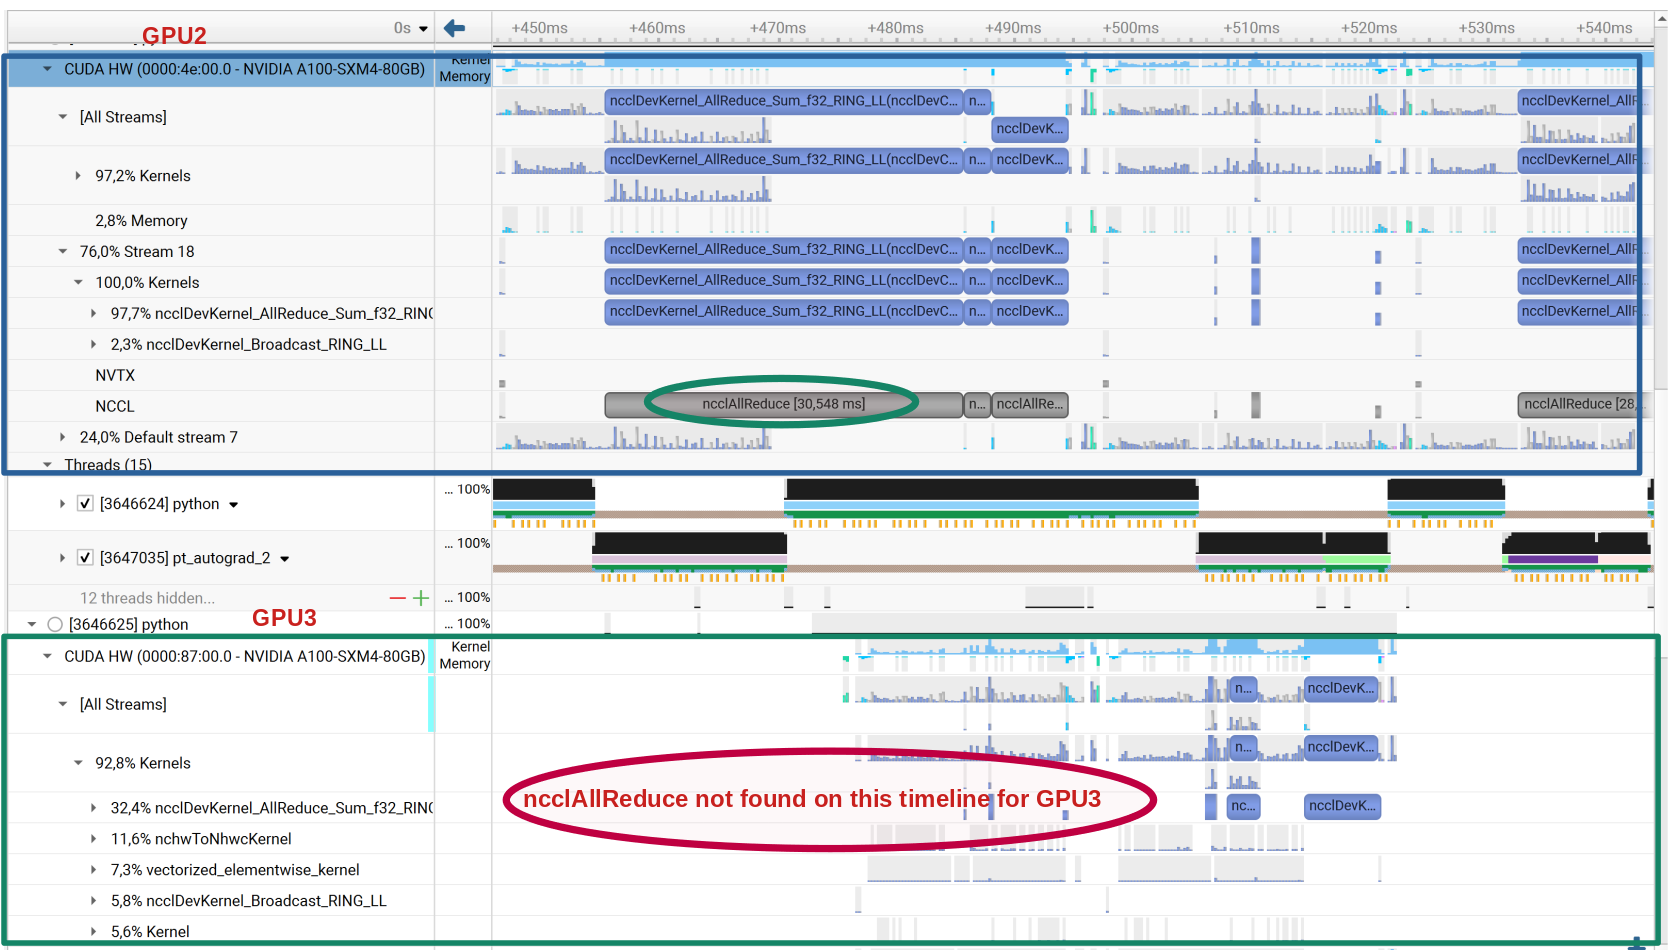 GPU2
0s
+450ms +460ms +470ms +480ms +490ms +500ms +510ms +520ms +530ms +540ms
CUDA HW (0000:4e:00.0 - NVIDIA A100-SXM4-80GB)
Kernel
Memory
[All Streams]
ncclDevKernel_AllReduce_Sum_f32_RING_LL(ncclDevC... n... ncclDevKernel_AllR
ncclDevK...
97,2% Kernels
ncclDevKernel_AllReduce_Sum_f32_RING_LL(ncclDevC... n... ncclDevK... ncclDevKernel_AllR
2,8% Memory
76,0% Stream 18
ncclDevKernel_AllReduce_Sum_f32_RING_LL(ncclDevC... n... ncclDevK... ncclDevKernel_AllR
100,0% Kernels
ncclDevKernel_AllReduce_Sum_f32_RING_LL(ncclDevC... n... ncclDevK... ncclDevKernel_AllR
97,7% ncclDevKernel_AllReduce_Sum_f32_RING
ncclDevKernel_AllReduce_Sum_f32_RING_LL(ncclDevC... n... ncclDevK... ncclDevKernel_AllR
2,3% ncclDevKernel_Broadcast_RING_LL
NVTX
NCCL
ncclAllReduce [30,548 ms] n... ncclAllRe... ncclAllReduce [28,
24,0% Default stream 7
Threads (15)
[3646624] python
... 100%
[3647035] pt_autograd_2
... 100%
12 threads hidden...
... 100%
GPU3
[3646625] python
... 100%
CUDA HW (0000:87:00.0 - NVIDIA A100-SXM4-80GB)
Kernel
Memory
[All Streams]
n... ncclDevK...
92,8% Kernels
n... ncclDevK...
ncclAllReduce not found on this timeline for GPU3
32,4% ncclDevKernel_AllReduce_Sum_f32_RING
nc... ncclDevK...
11,6% nchwToNhwcKernel
7,3% vectorized_elementwise_kernel
5,8% ncclDevKernel_Broadcast_RING_LL
5,6% Kernel